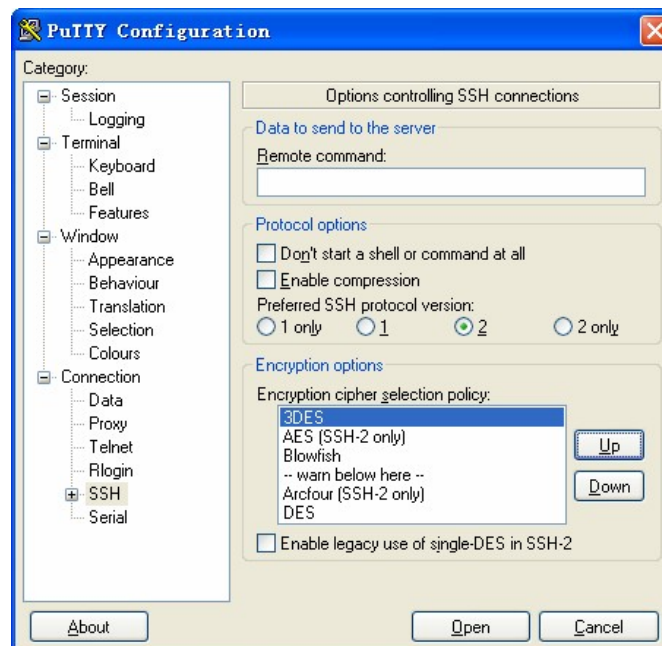 PuTTY Configuration
Category:
Session
Logging
Terminal
Keyboard
Bell
Features
Window
Appearance
Behaviour
Translation
Selection
Colours
Connection
Data
Proxy
Telnet
Rlogin
SSH
Serial
Options controlling SSH connections
Data to send to the server
Remote command:
Protocol options
Don't start a shell or command at all
Enable compression
Preferred SSH protocol version:
1 only 1 2 2 only
Encryption options
Encryption cipher selection policy:
3DES
AES (SSH-2 only)
Blowfish
-- warn below here --
Arcfour (SSH-2 only)
DES
Up
Down
Enable legacy use of single-DES in SSH-2
About Open Cancel